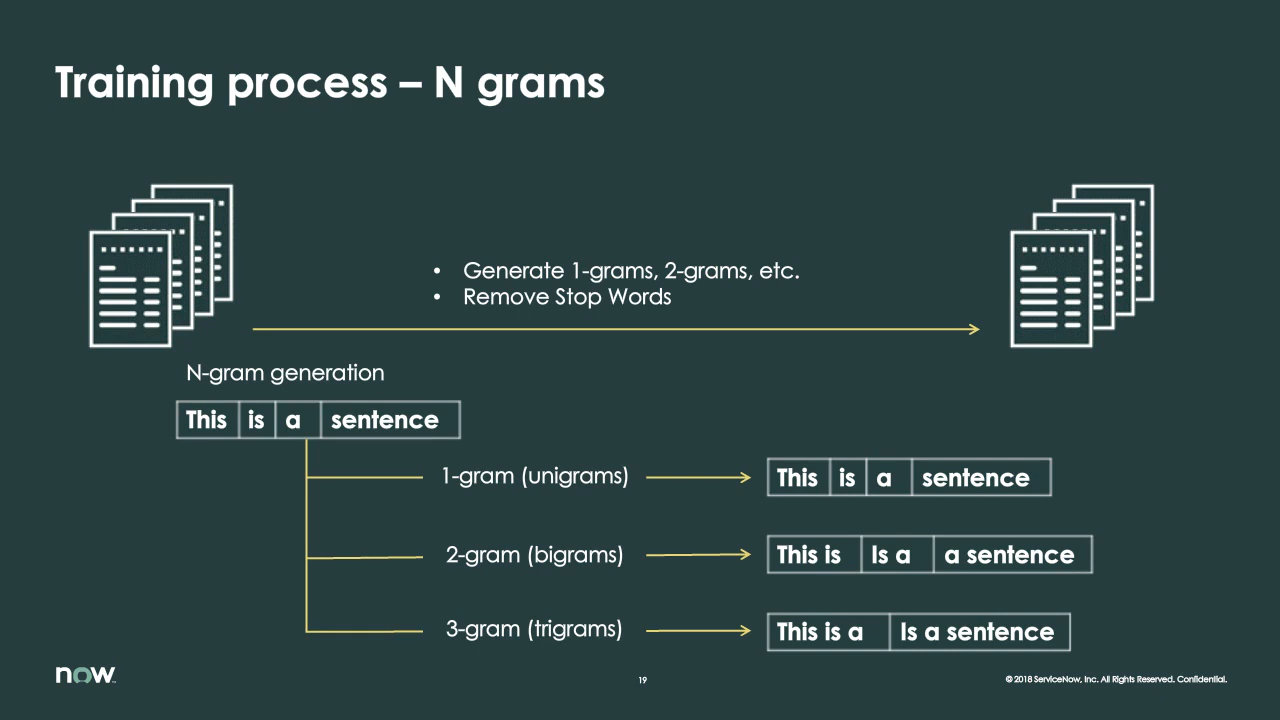 Training process – N grams
• Generate 1-grams, 2-grams, etc.
• Remove Stop Words
N-gram generation
This is a sentence
1-gram (unigrams) This is a sentence
2-gram (bigrams) This is Is a a sentence
3-gram (trigrams) This is a Is a sentence
now
19
© 2018 ServiceNow, Inc. All Rights Reserved. Confidential.